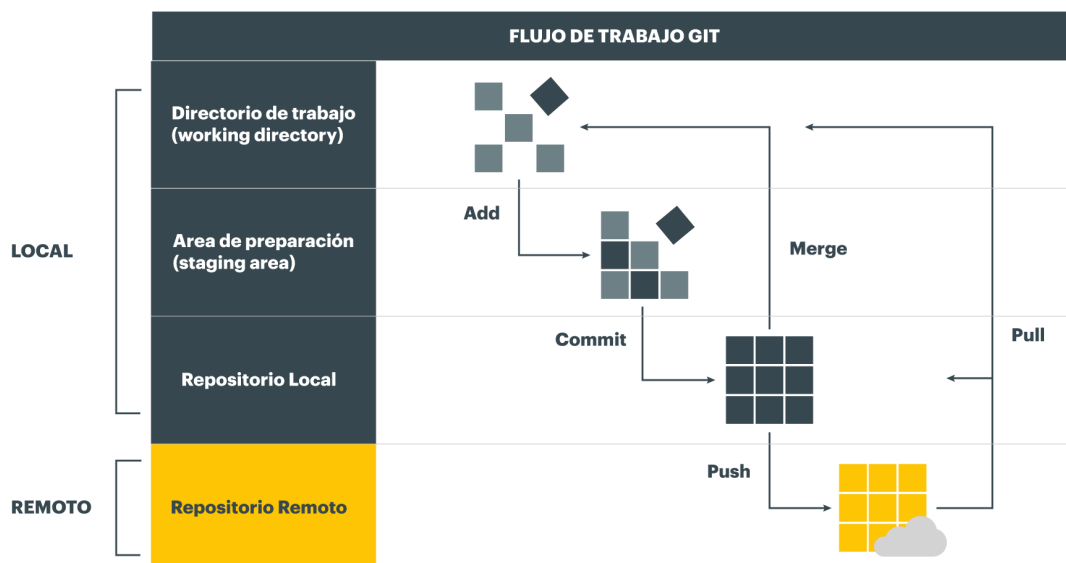 FLUJO DE TRABAJO GIT
Directorio de trabajo
(working directory)
Add
Area de preparación
(staging area)
LOCAL
Merge
Commit
Pull
Repositorio Local
Push
REMOTO
Repositorio Remoto